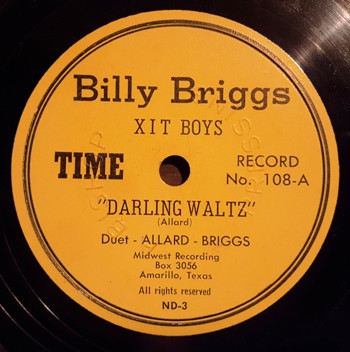 Billy Briggs
XIT BOYS
TIME
RECORD
No. 108-A
"DARLING WALTZ"
(Allard)
Duet - ALLARD - BRIGGS
Midwest Recording
Box 3056
Amarillo, Texas
All rights reserved
ND-3